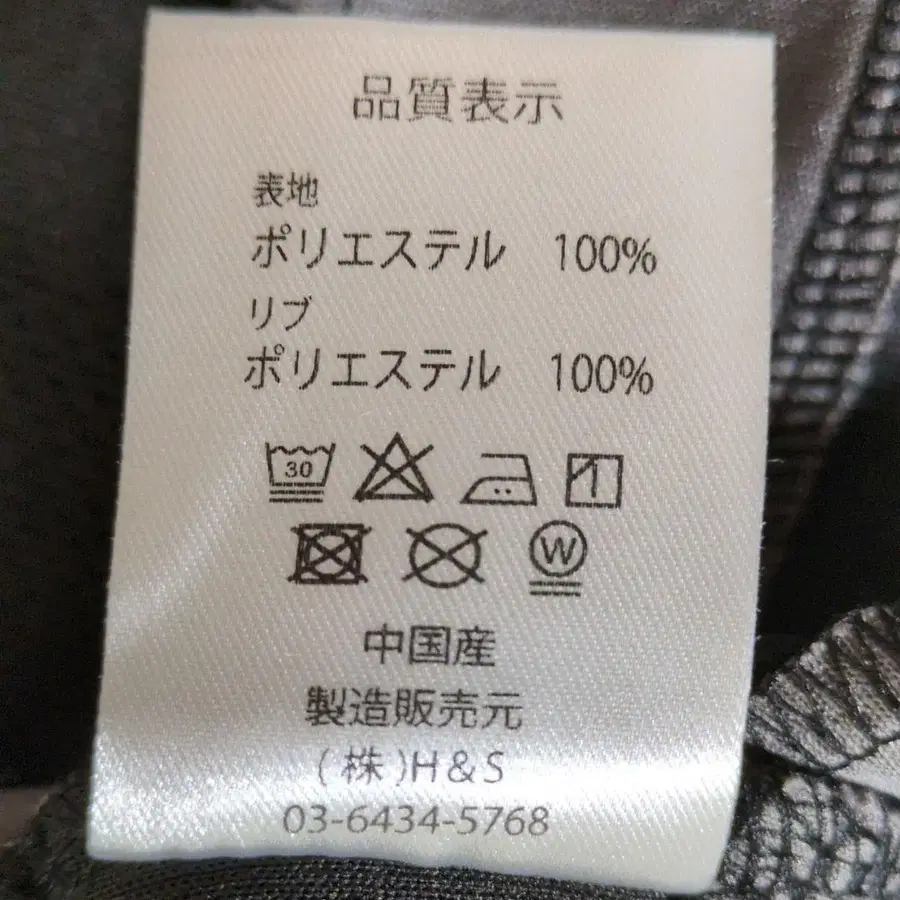 品質表示
表地
ポリエステル 100%
リブ
ポリエステル 100%
30
W
中国産
製造販売元
(株)H&S
03-6434-5768